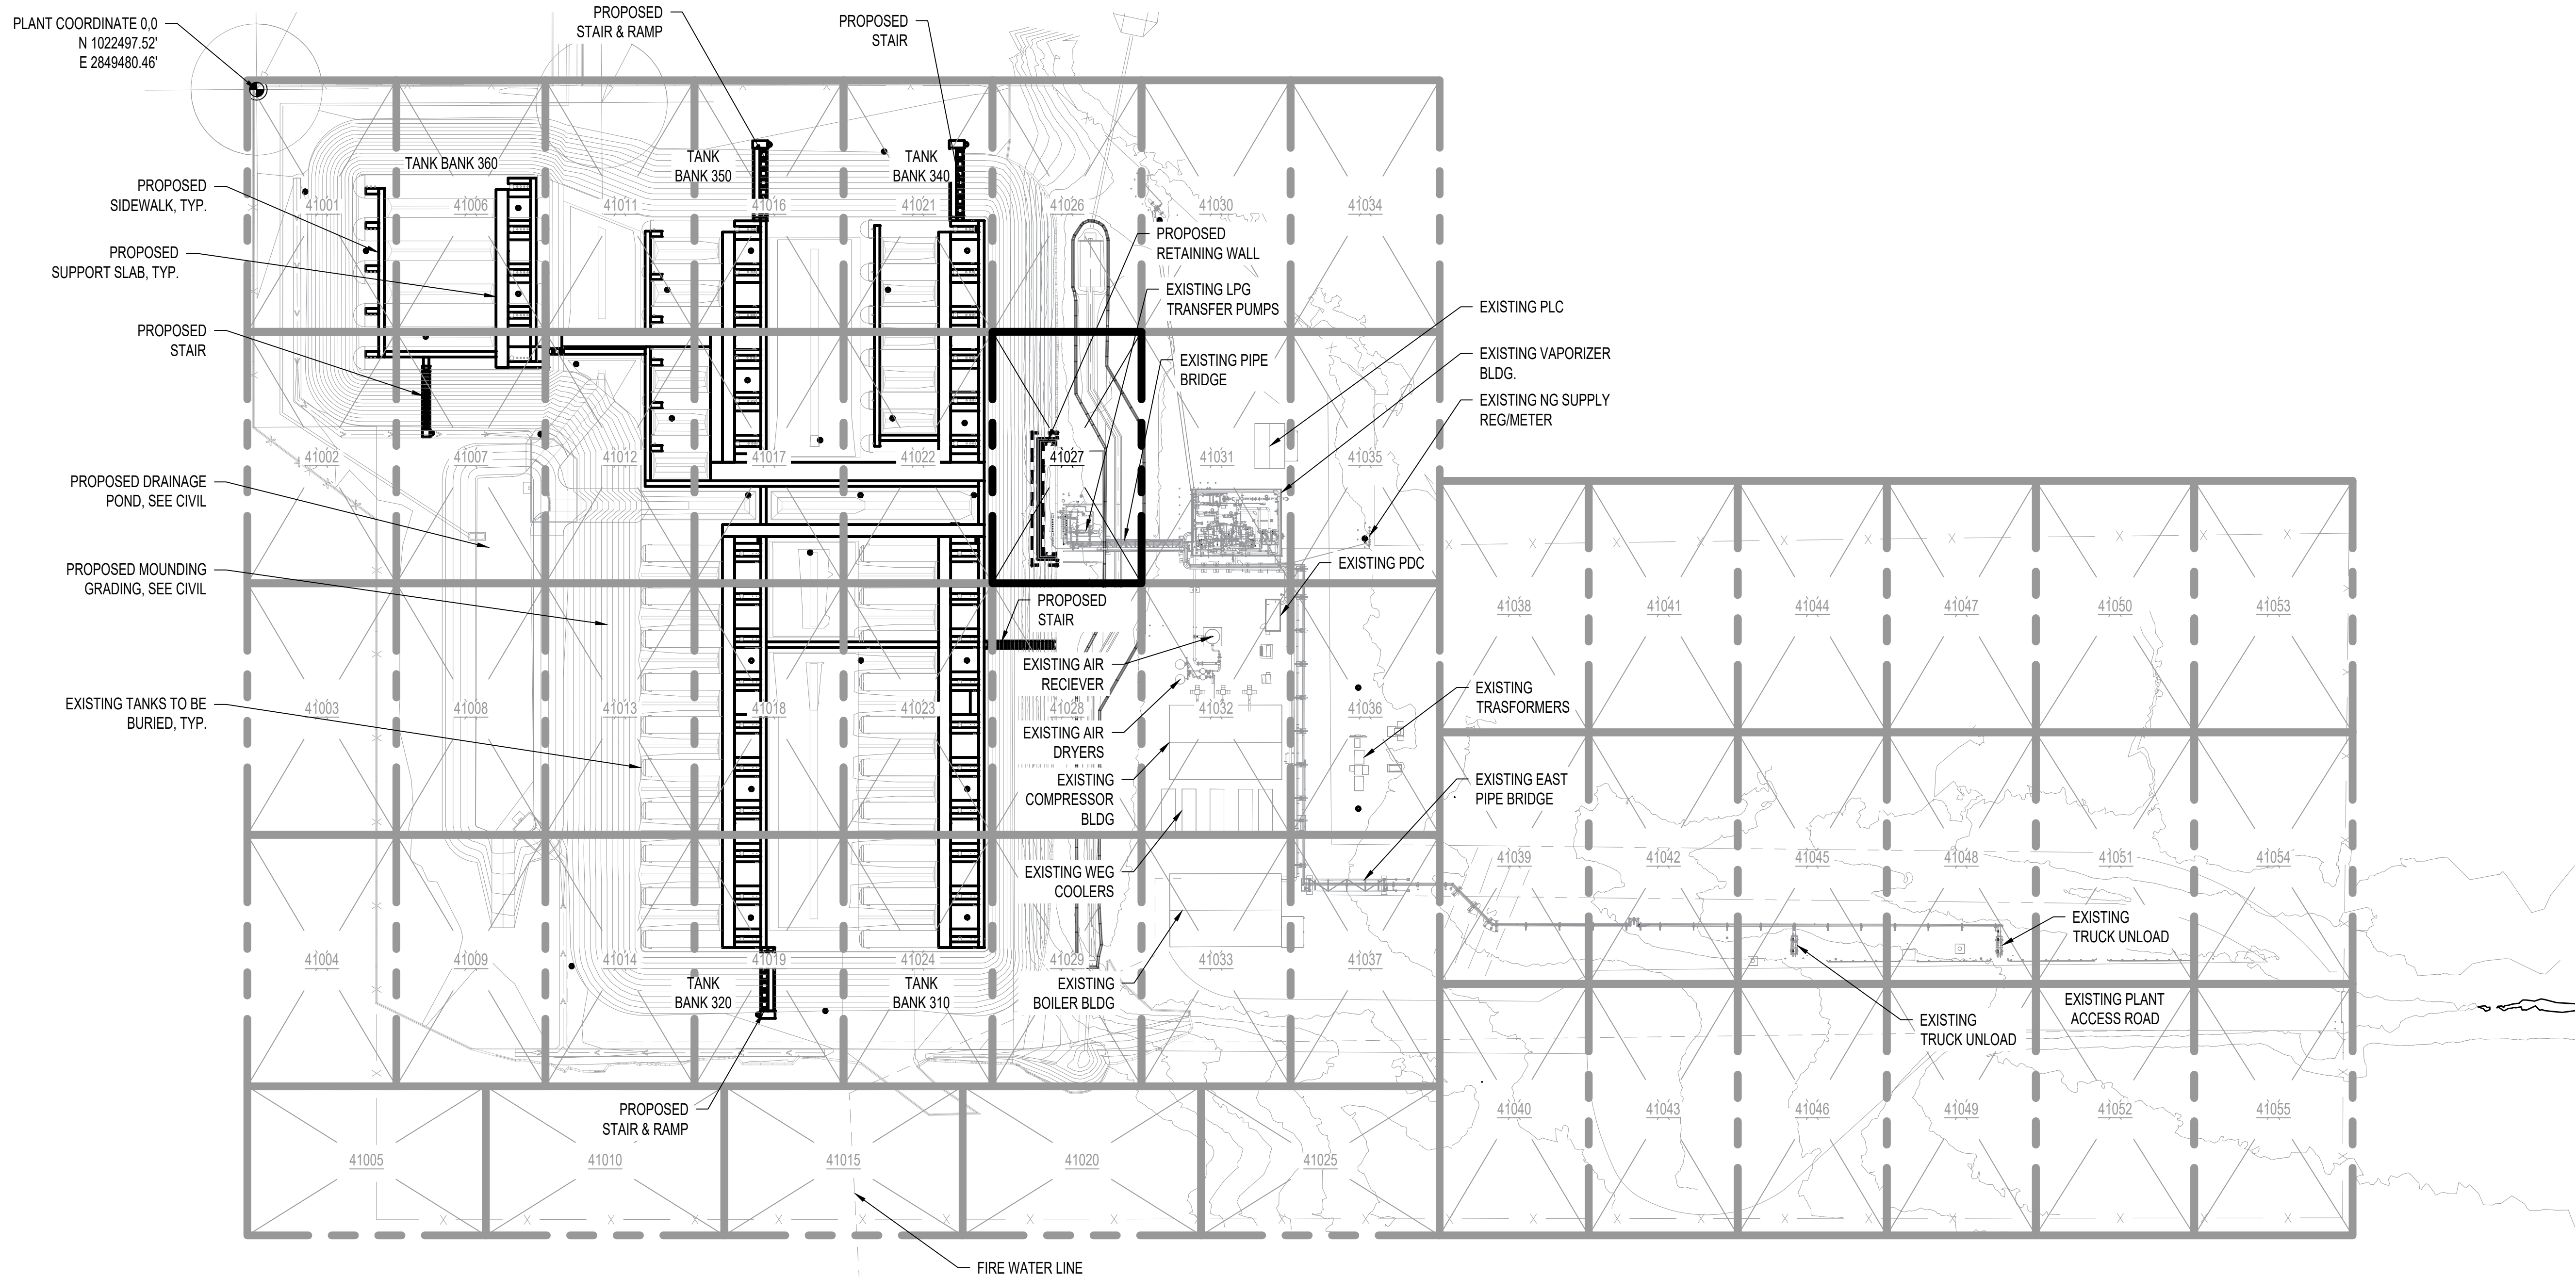 PLANT COORDINATE 0,0
N 1022497.52'
E 2849480.46'
PROPOSED
STAIR & RAMP
PROPOSED
STAIR
TANK BANK 360
TANK
BANK 350
TANK
BANK 340
PROPOSED
SIDEWALK, TYP.
41001
41006
41011
41016
41021
41026
41030
41034
PROPOSED
SUPPORT SLAB, TYP.
PROPOSED
RETAINING WALL
EXISTING LPG
TRANSFER PUMPS
EXISTING PLC
PROPOSED
STAIR
EXISTING PIPE
BRIDGE
EXISTING VAPORIZER
BLDG.
EXISTING NG SUPPLY
REG/METER
41002
41007
41012
41017
41022
41027
41031
41035
PROPOSED DRAINAGE
POND, SEE CIVIL
PROPOSED MOUNDING
GRADING, SEE CIVIL
EXISTING PDC
PROPOSED
STAIR
41038
41041
41044
41047
41050
41053
EXISTING AIR
RECIEVER
EXISTING TANKS TO BE
BURIED, TYP.
41003
41008
41013
41018
41023
41028
41032
41036
EXISTING
TRASFORMERS
EXISTING AIR
DRYERS
EXISTING
COMPRESSOR
BLDG
EXISTING EAST
PIPE BRIDGE
EXISTING WEG
COOLERS
41039
41042
41045
41048
41051
41054
EXISTING
TRUCK UNLOAD
41004
41009
41014
41019
41024
41029
41033
41037
TANK
BANK 320
TANK
BANK 310
EXISTING
BOILER BLDG
EXISTING PLANT
ACCESS ROAD
EXISTING
TRUCK UNLOAD
PROPOSED
STAIR & RAMP
41040
41043
41046
41049
41052
41055
41005
41010
41015
41020
41025
FIRE WATER LINE